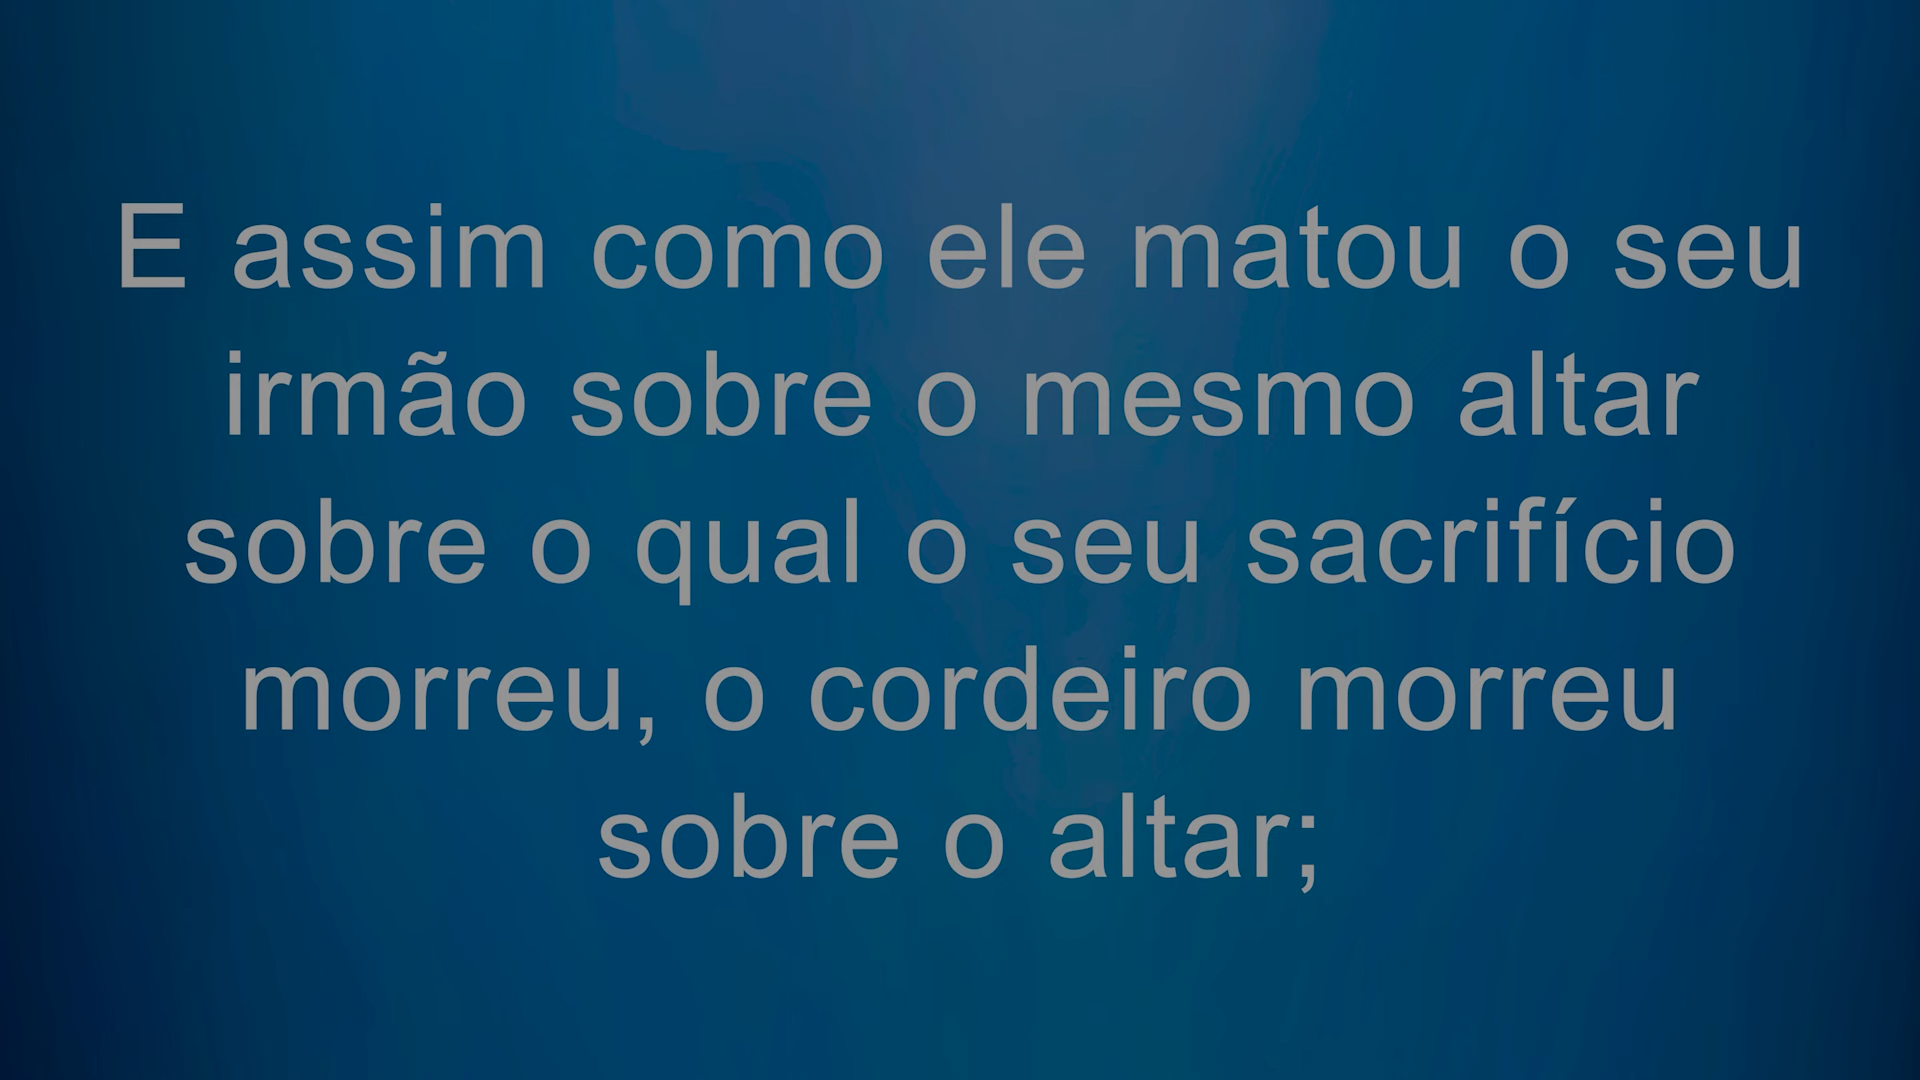 E assim como ele matou o seu
irmão sobre o mesmo altar
sobre o qual o seu sacrifício
morreu, o cordeiro morreu
sobre o altar;